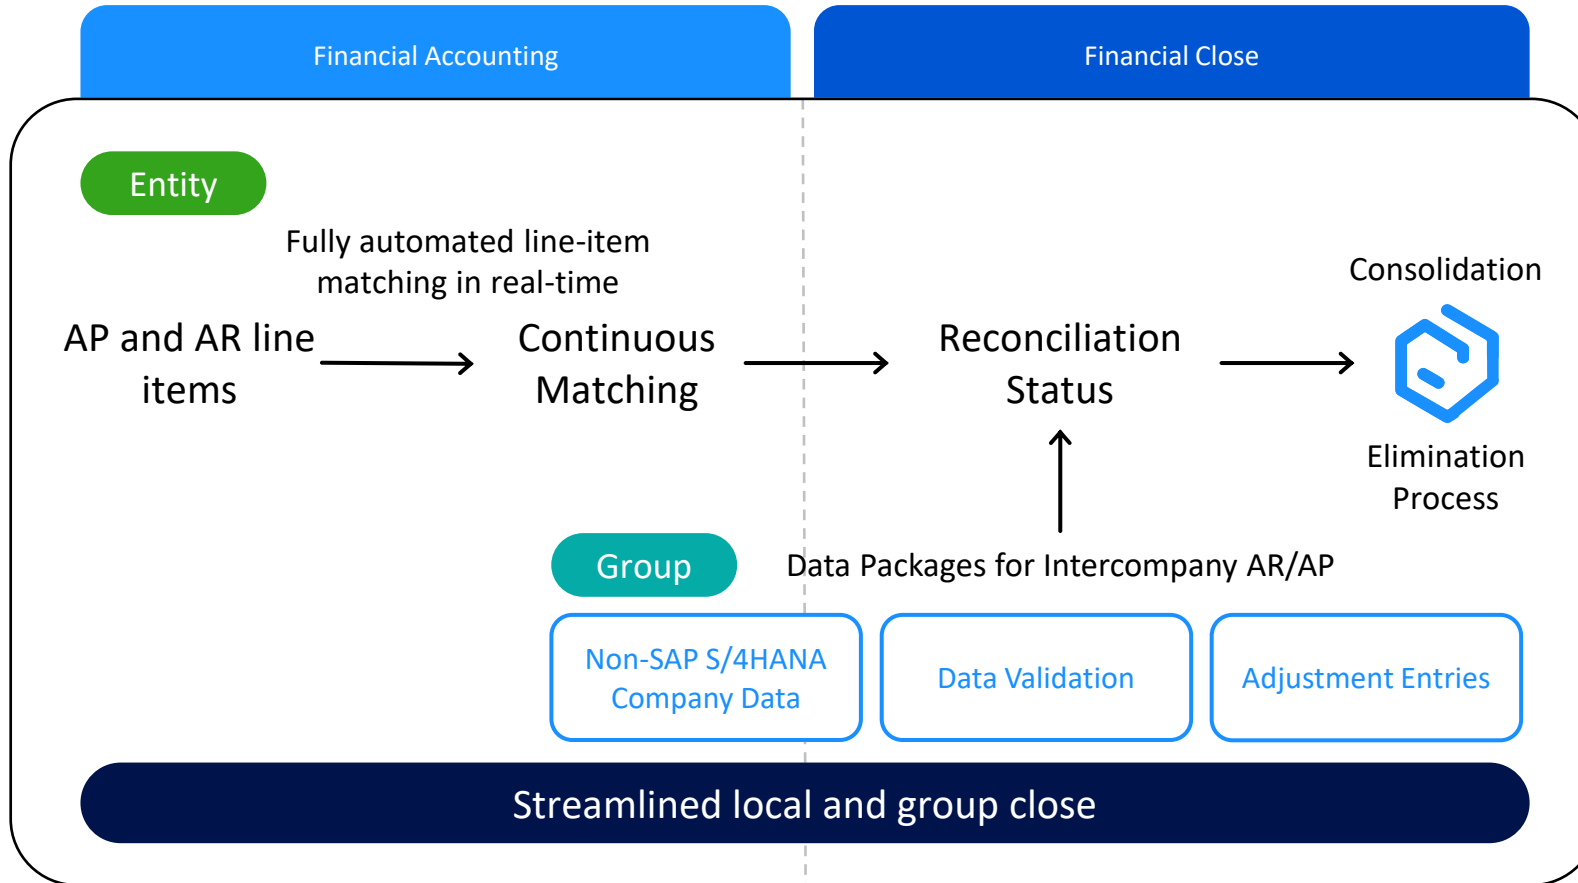 Financial Accounting
Financial Close
Entity
Fully automated line-item
matching in real-time
AP and AR line
items
Continuous
Matching
Reconciliation
Status
Consolidation
Elimination
Process
Group
Data Packages for Intercompany AR/AP
Non-SAP S/4HANA
Company Data
Data Validation
Adjustment Entries
Streamlined local and group close